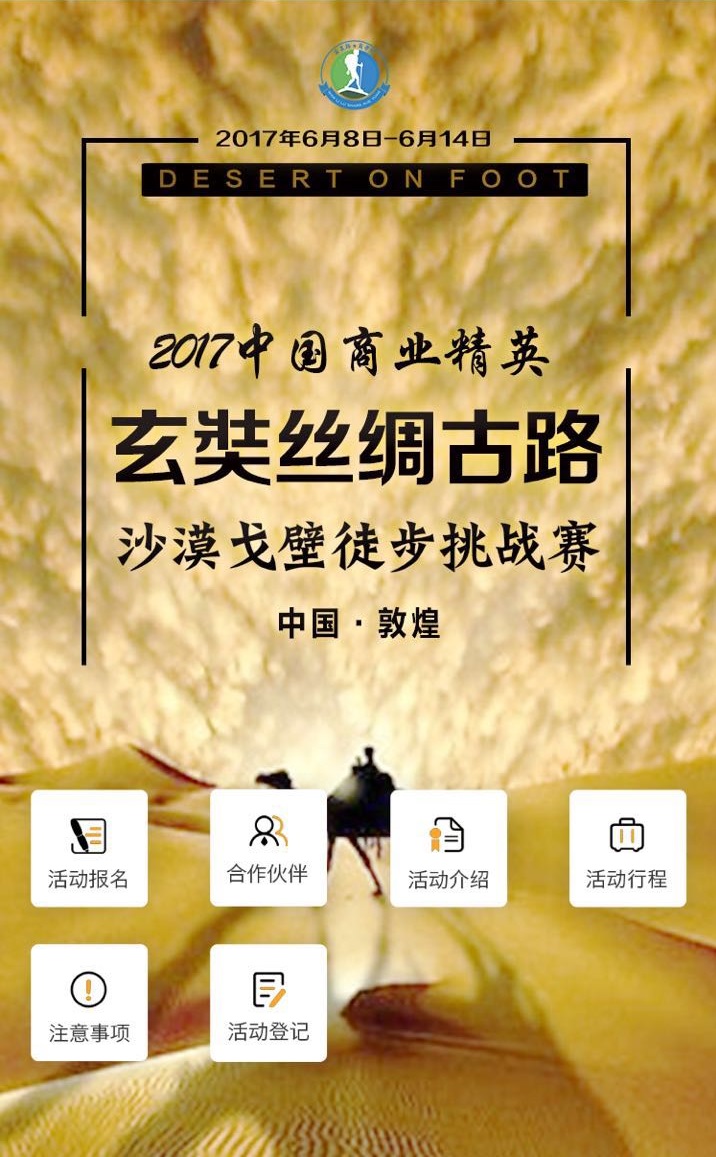 2017年6月8日-6月14日
DESERT ON FOOT
2017中国商业精英
玄奘丝绸古路
沙漠戈壁徒步挑战赛
中国·敦煌
活动报名
合作伙伴
活动介绍
活动行程
注意事项
活动登记